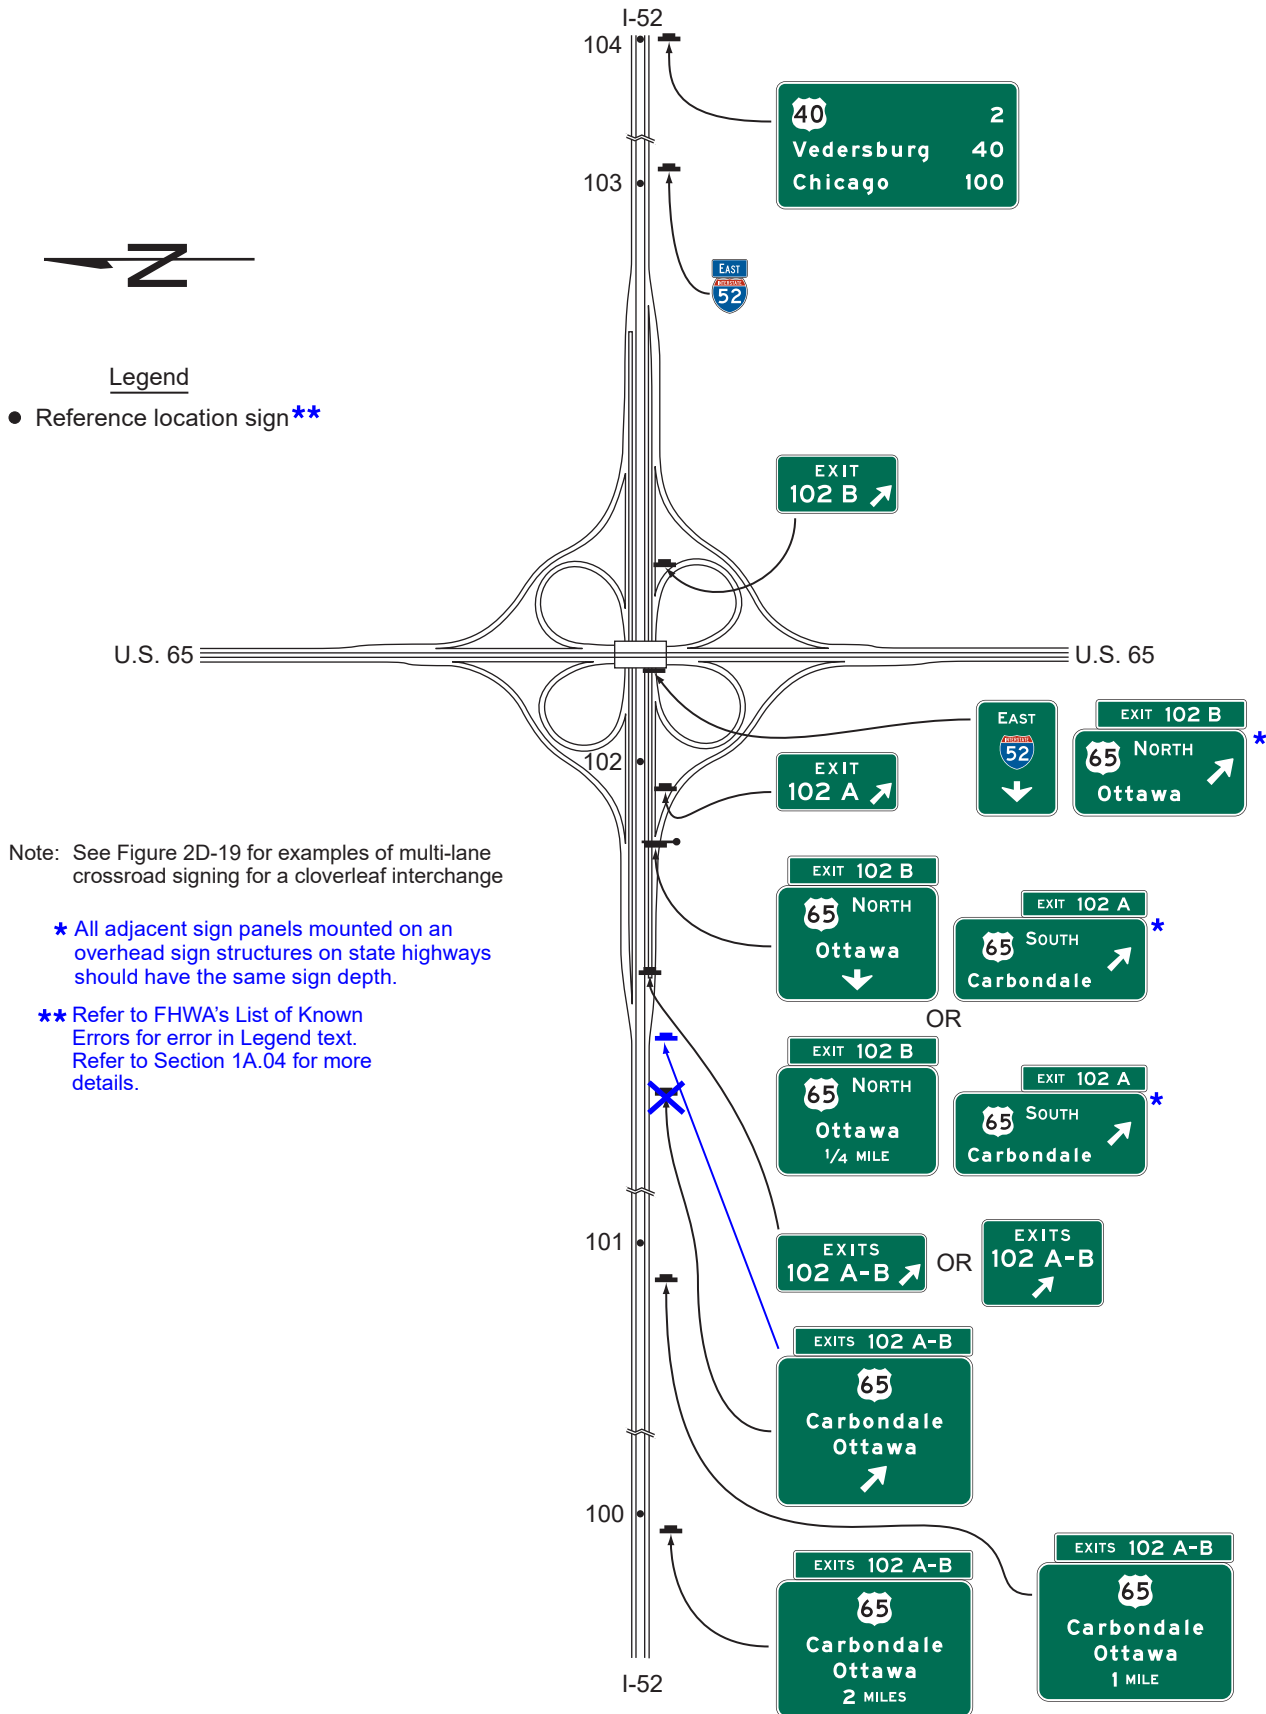 I-52
104
40 2
Vedersburg 40
Chicago 100
103
N
EAST
INTERSTATE
52
Legend
● Reference location sign**
EXIT
102 B
U.S. 65
U.S. 65
EAST
INTERSTATE
52
EXIT 102 B
65 NORTH
Ottawa
*
102
EXIT
102 A
Note: See Figure 2D-19 for examples of multi-lane
crossroad signing for a cloverleaf interchange
* All adjacent sign panels mounted on an
overhead sign structures on state highways
should have the same sign depth.
** Refer to FHWA's List of Known
Errors for error in Legend text.
Refer to Section 1A.04 for more
details.
EXIT 102 B
65 NORTH
Ottawa
EXIT 102 A
65 SOUTH
Carbondale
*
OR
EXIT 102 B
65 NORTH
Ottawa
1/4 MILE
EXIT 102 A
65 SOUTH
Carbondale
*
101
EXITS
102 A-B
OR
EXITS
102 A-B
EXITS 102 A-B
65
Carbondale
Ottawa
100
EXITS 102 A-B
65
Carbondale
Ottawa
2 MILES
EXITS 102 A-B
65
Carbondale
Ottawa
1 MILE
I-52